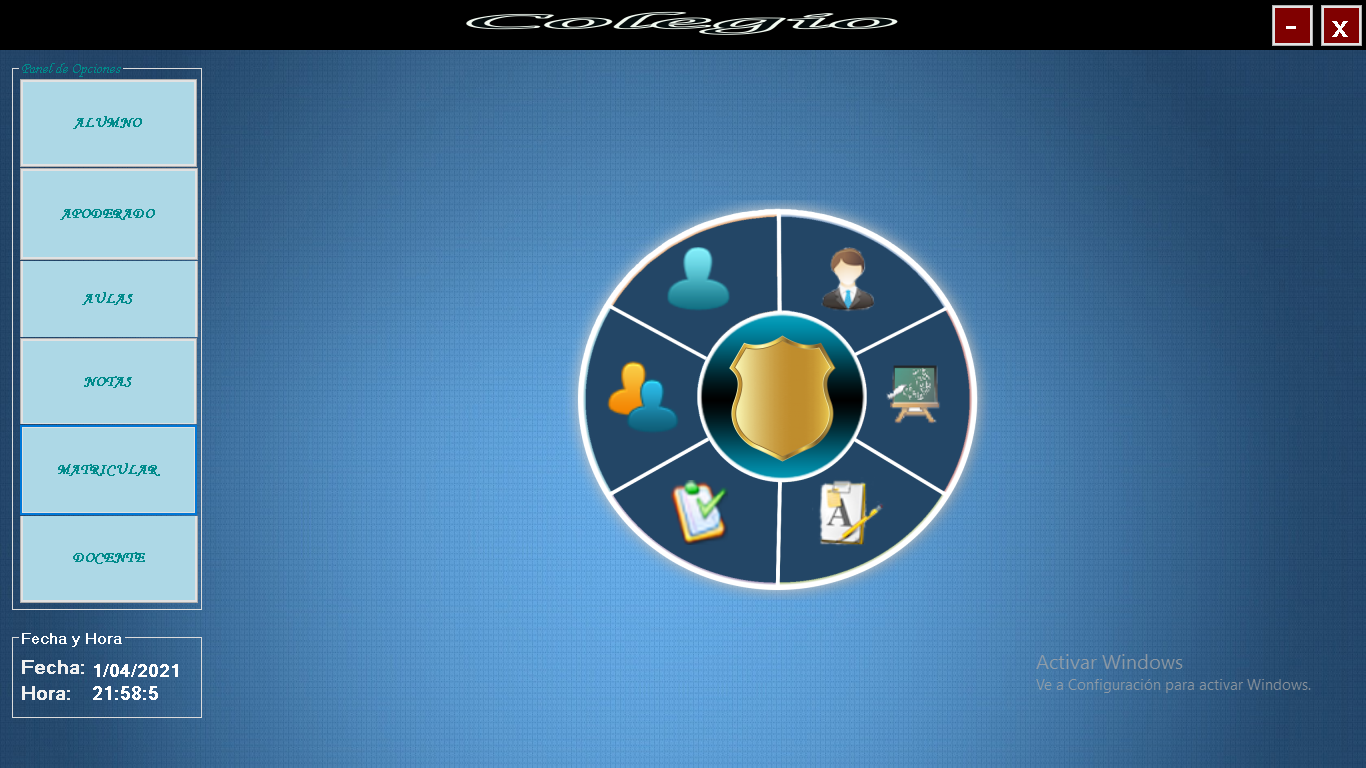 Colegio
- X
Panel de Opciones
ALUMNO
APODERADO
AULAS
NOTAS
MATRICULAR
DOCENTE
Fecha y Hora
Fecha: 1/04/2021
Hora: 21:58:5
A
Activar Windows
Ve a Configuración para activar Windows.